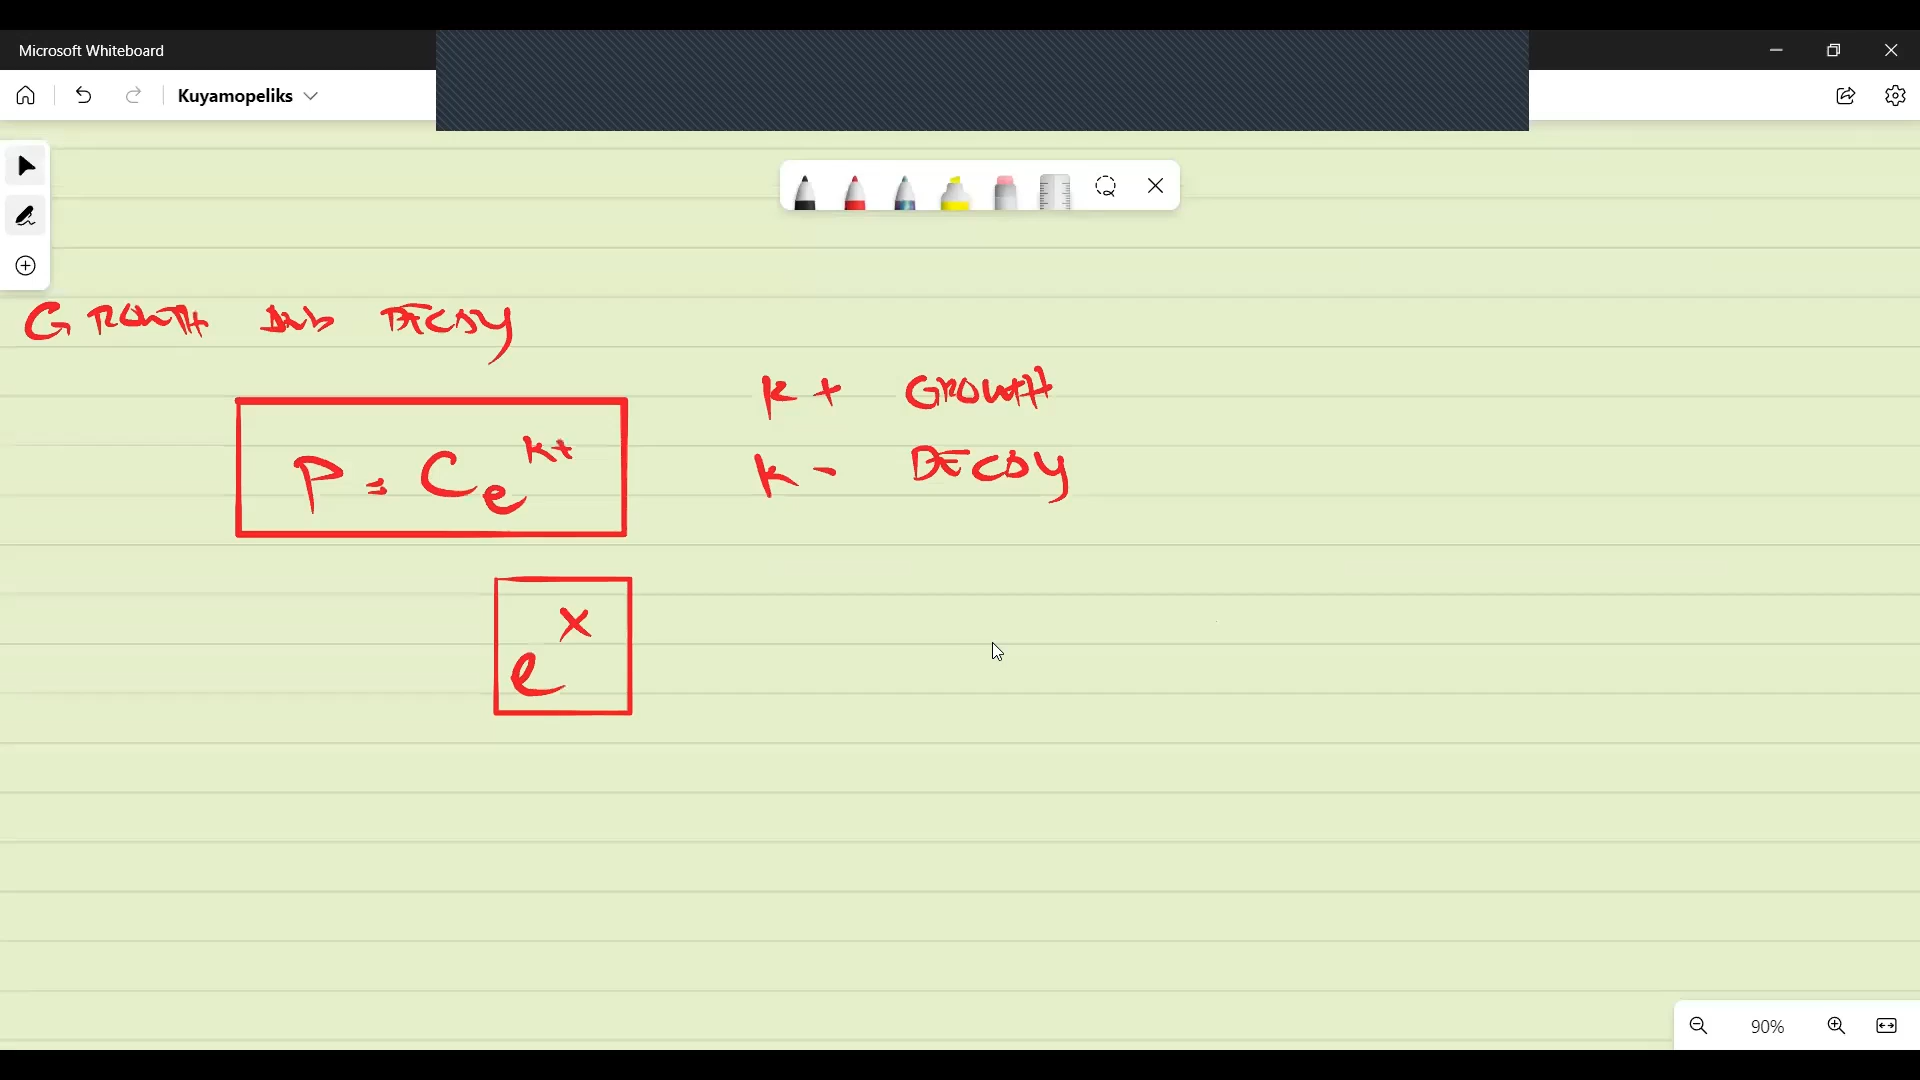 Microsoft Whiteboard
Kuyamopeliks
GROWTH AND DECAY
k + GROWTH
k - DECAY
P = Ce^kt
e^x
90%